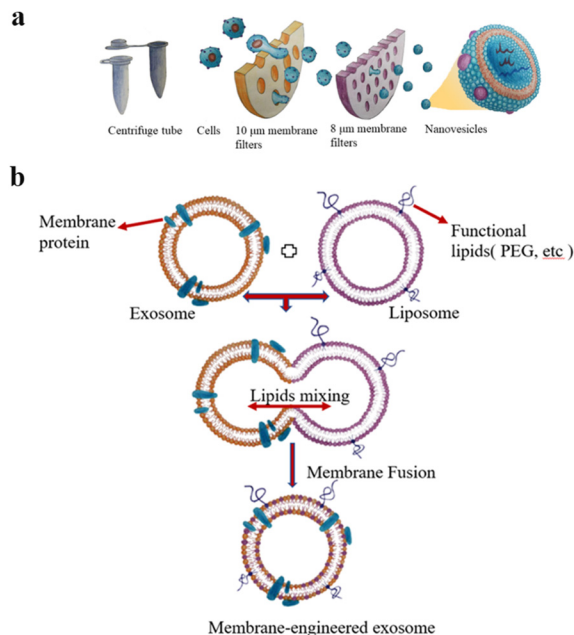 a
Centrifuge tube
Cells
10 μm membrane
filters
8 μm membrane
filters
Nanovesicles
b
Membrane
protein
Functional
lipids( PEG, etc )
Exosome
Liposome
Lipids mixing
Membrane Fusion
Membrane-engineered exosome